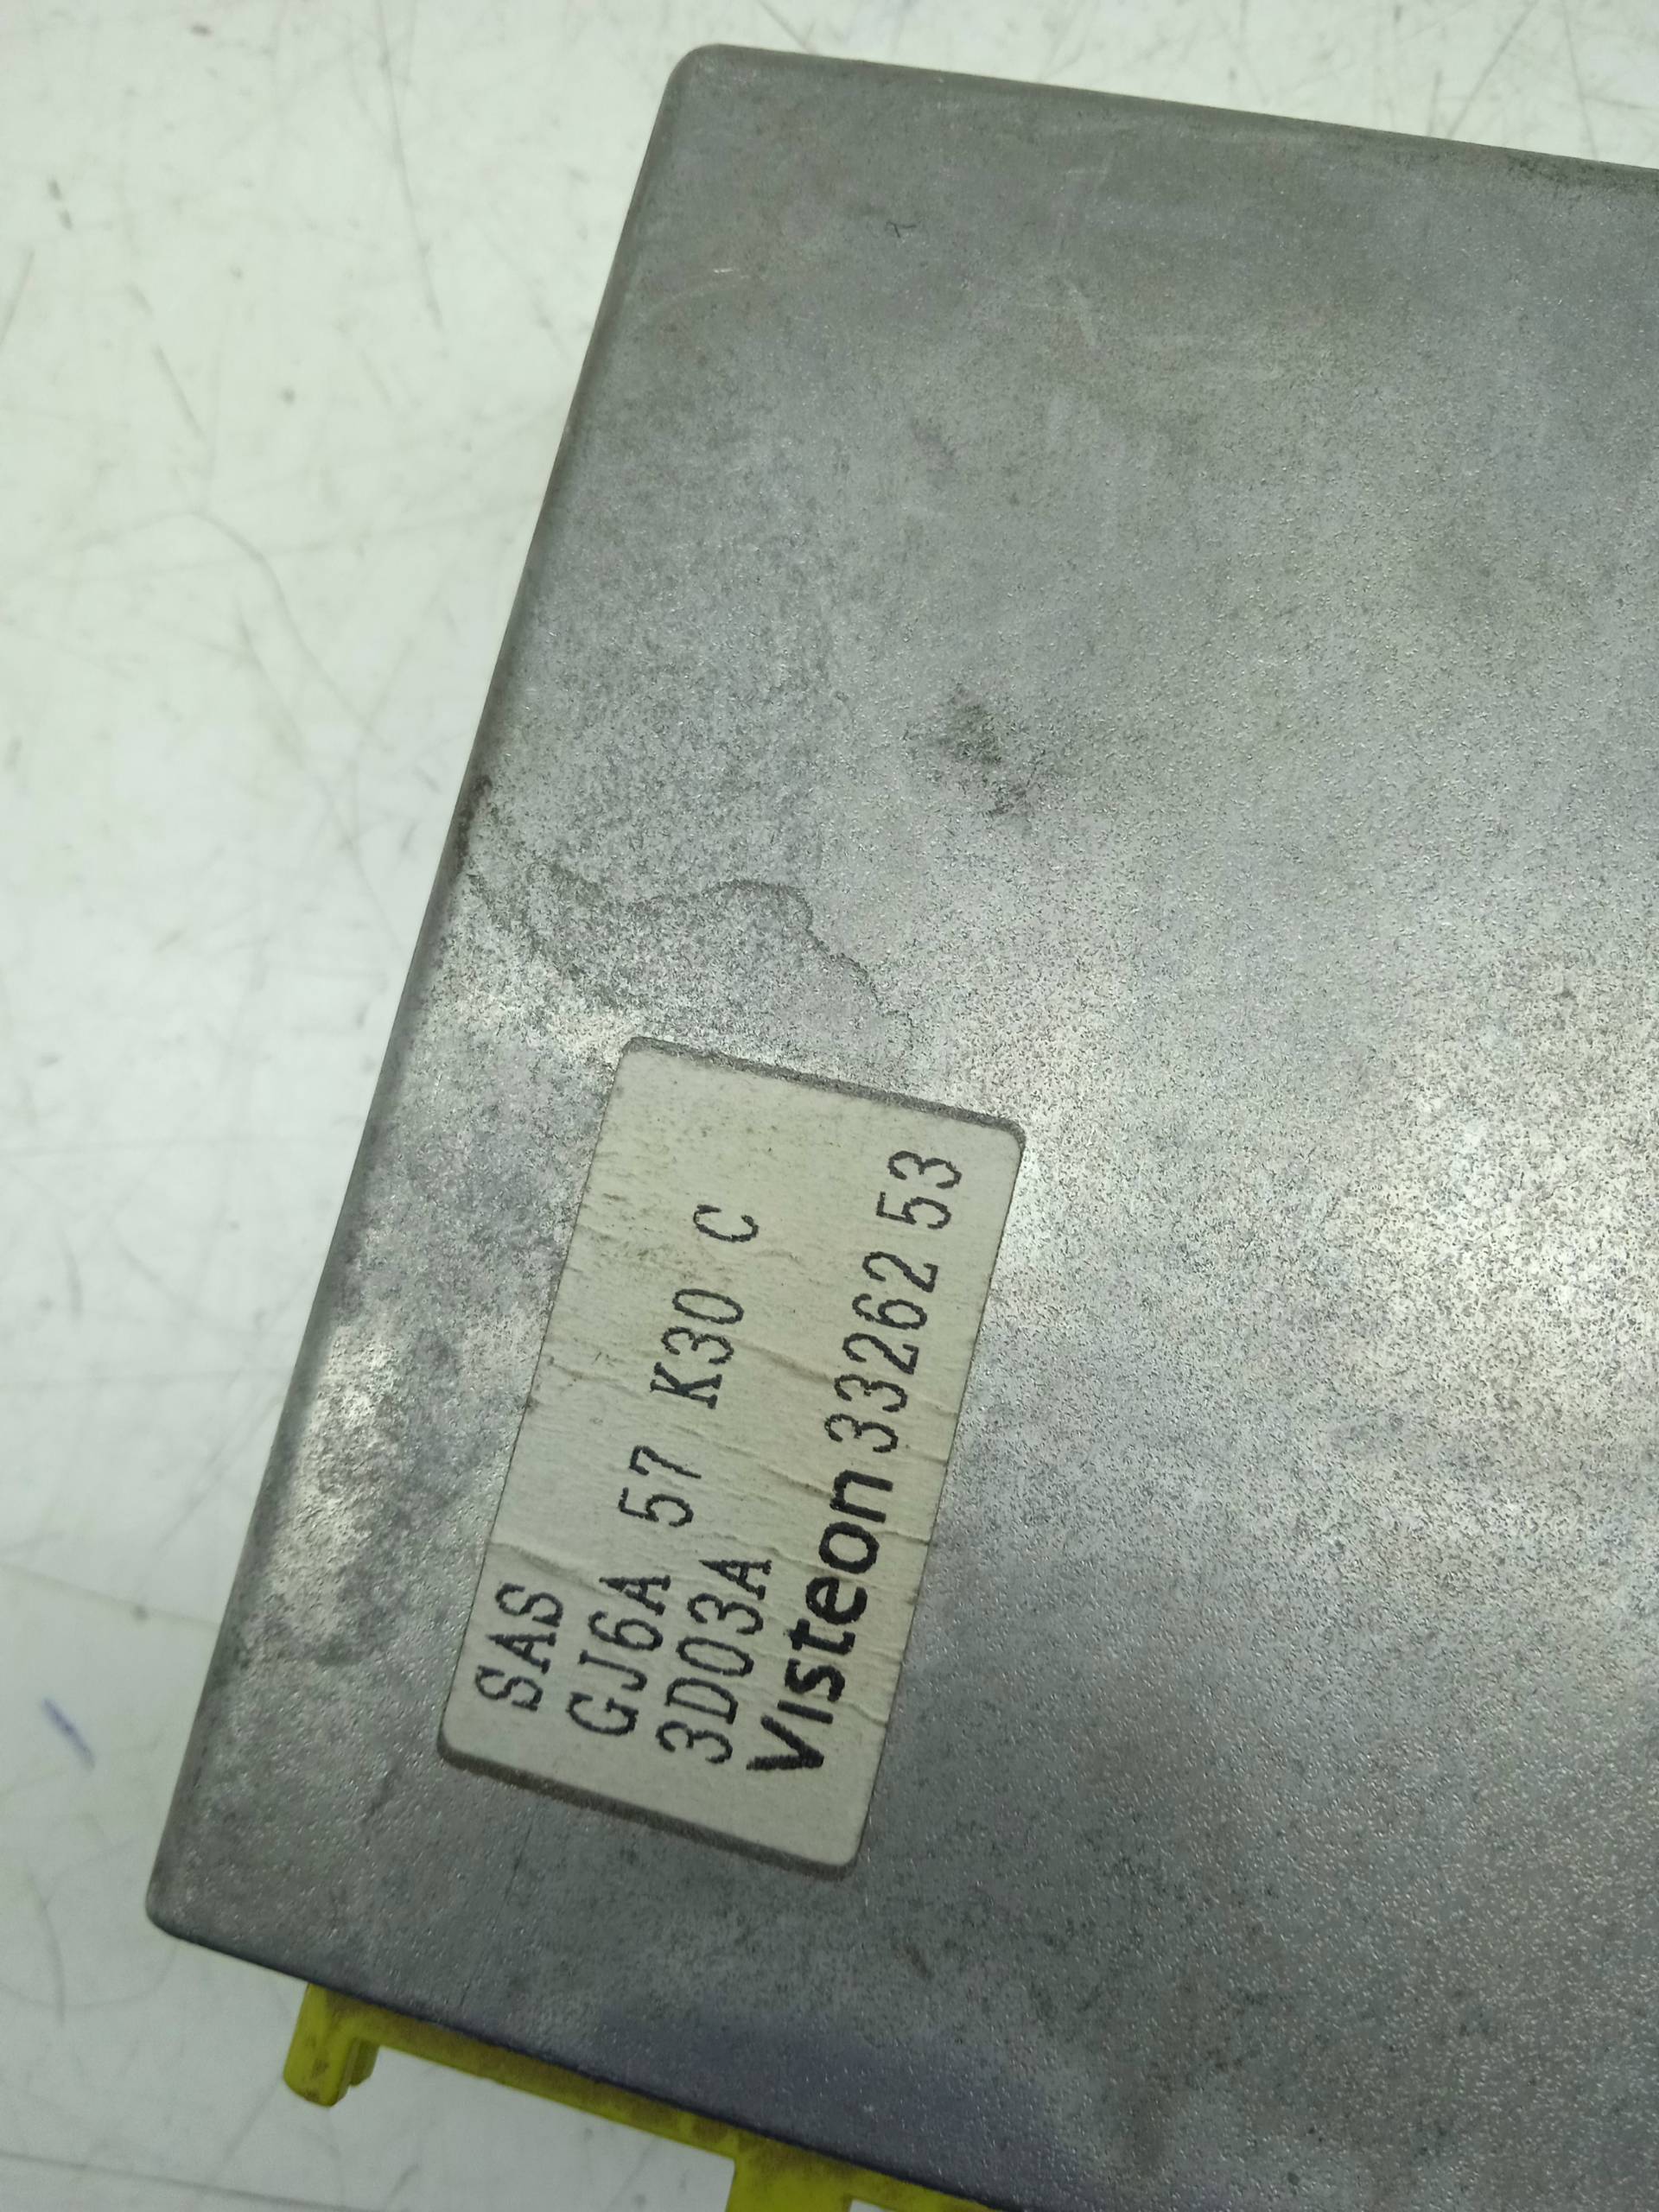 SAS
GJ6A 57 K30 C
3D03A
Visteon 33262 53